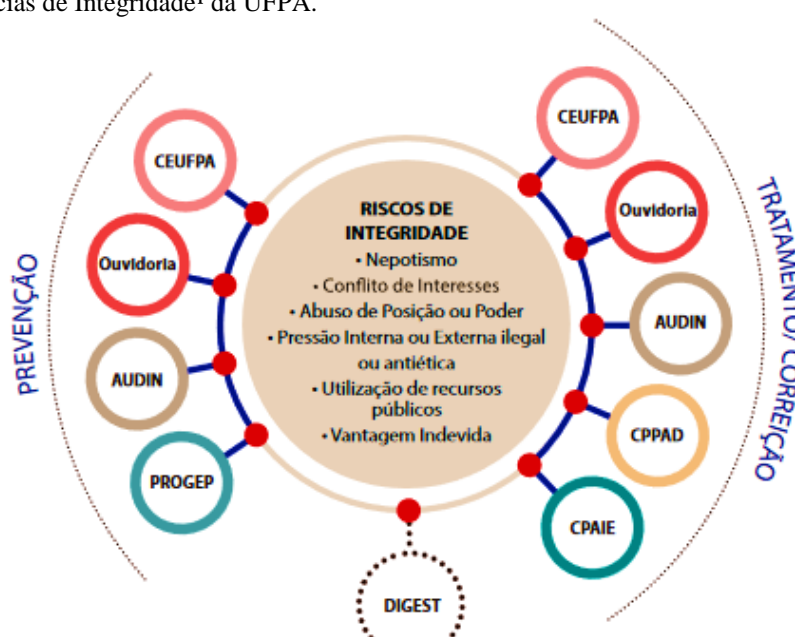 cias de Integridade¹ da UFPA.
PREVENÇÃO
CEUFPA
Ouvidoria
AUDIN
PROGEP
RISCOS DE
INTEGRIDADE
• Nepotismo
• Conflito de Interesses
• Abuso de Posição ou Poder
• Pressão Interna ou Externa ilegal
ou antiética
• Utilização de recursos
públicos
• Vantagem Indevida
DIGEST
CEUFPA
Ouvidoria
AUDIN
CPPAD
CPAIE
TRATAMENTO/ CORREIÇÃO